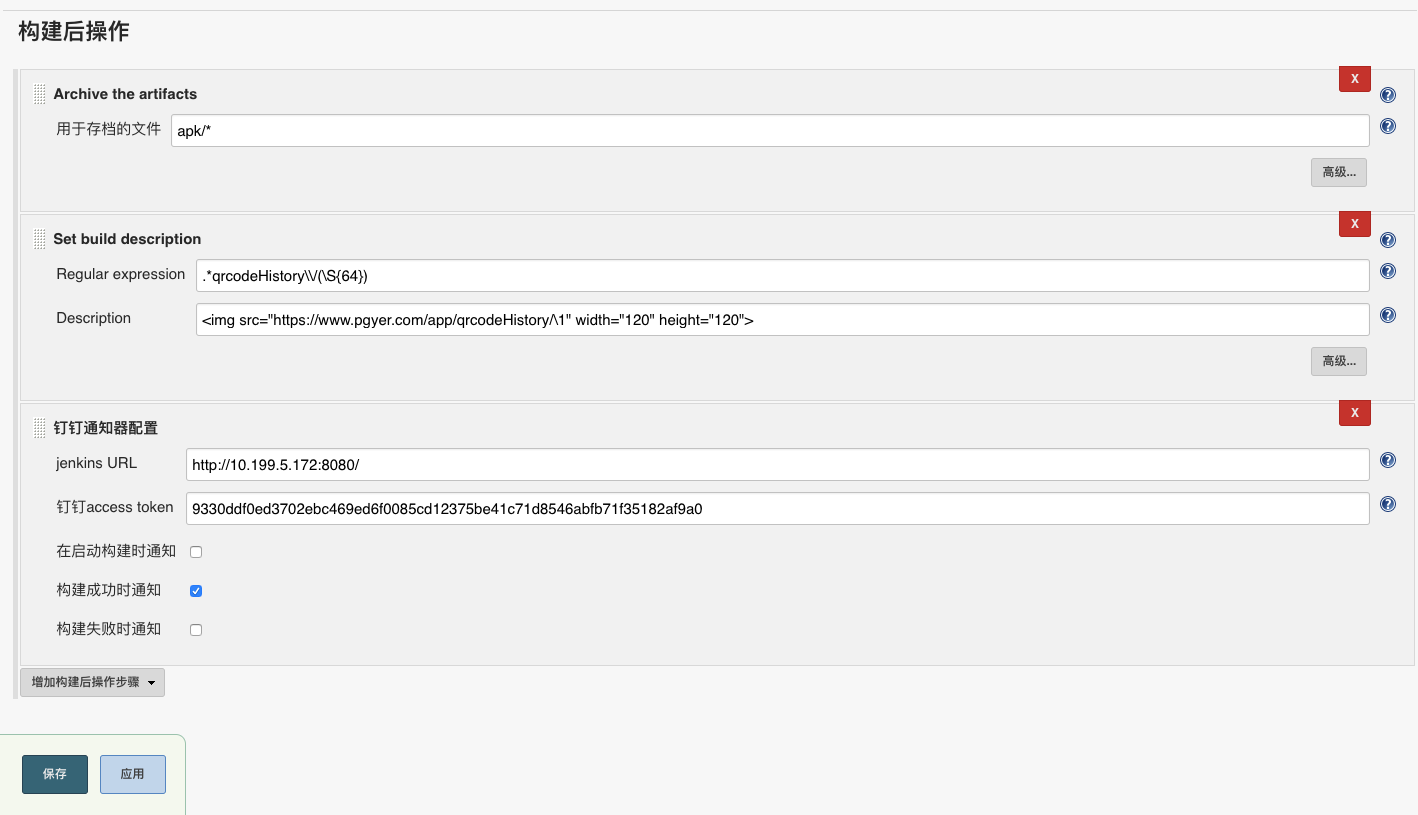 构建后操作
Archive the artifacts
X
用于存档的文件
apk/*
高级...
Set build description
X
Regular expression
.*qrcodeHistory\\/(\S{64})
Description
<img src="https://www.pgyer.com/app/qrcodeHistory/\1" width="120" height="120">
高级...
钉钉通知器配置
X
jenkins URL
http://10.199.5.172:8080/
钉钉access token
9330ddf0ed3702ebc469ed6f0085cd12375be41c71d8546abfb71f35182af9a0
在启动构建时通知
构建成功时通知
构建失败时通知
增加构建后操作步骤
保存
应用